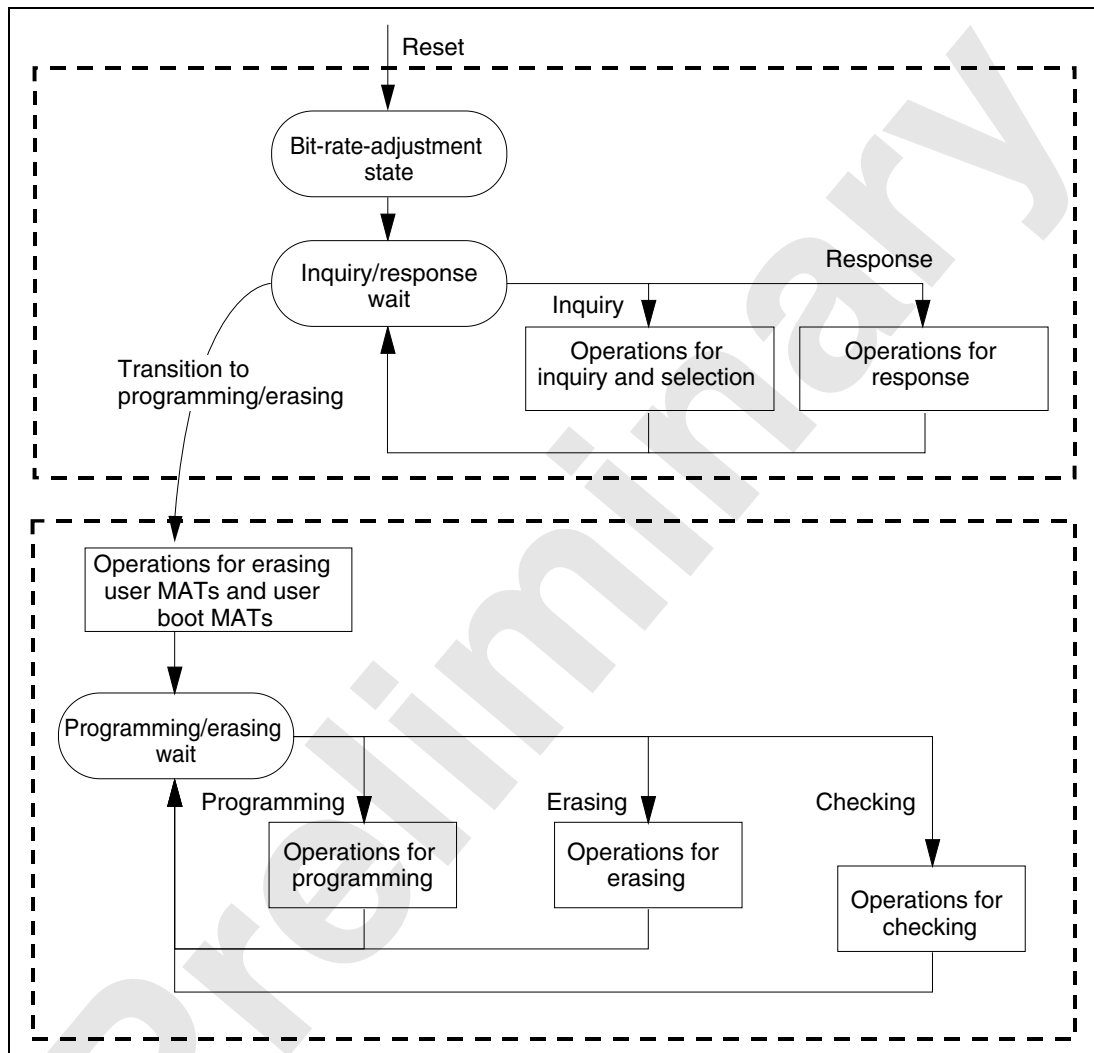 Reset
Bit-rate-adjustment
state
Inquiry/response
wait
Response
Inquiry
Operations for
inquiry and selection
Operations for
response
Transition to
programming/erasing
Operations for erasing
user MATs and user
boot MATs
Programming/erasing
wait
Programming
Erasing
Checking
Operations for
programming
Operations for
erasing
Operations for
checking
Preliminary